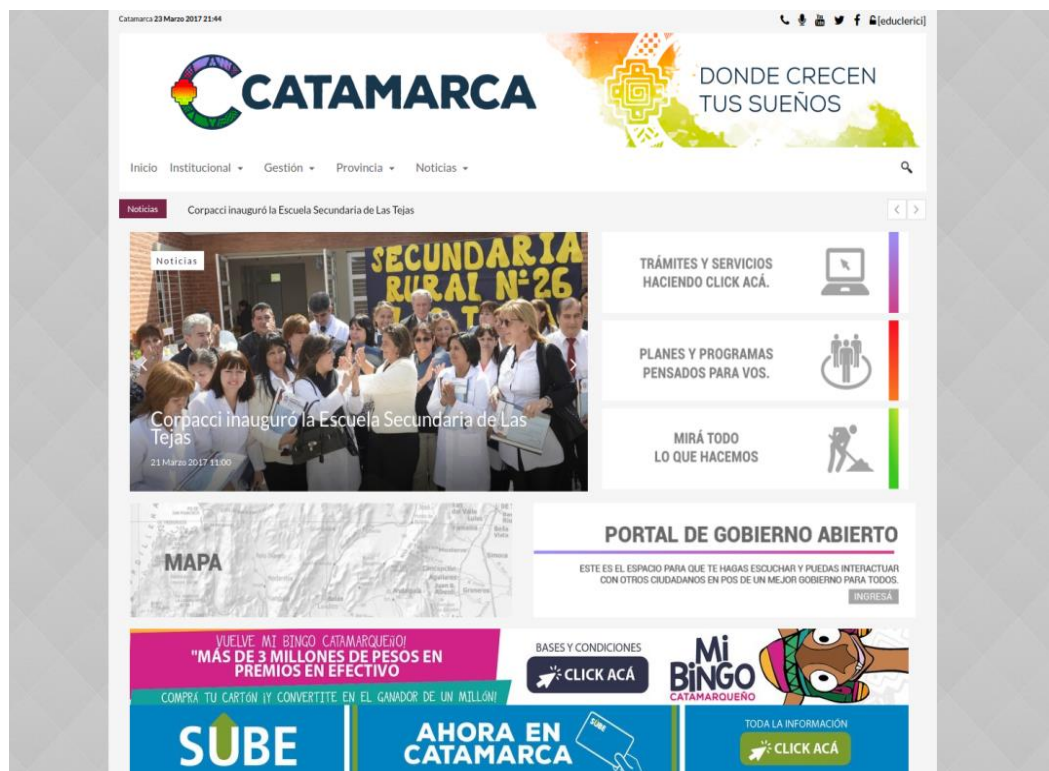 Catamarca 23 Marzo 2017 21:44
[educlerici]
CATAMARCA
DONDE CRECEN
TUS SUEÑOS
Inicio Institucional Gestión Provincia Noticias
Noticias Corpacci inauguró la Escuela Secundaria de Las Tejas
Noticias
SECUNDARIA
RURAL Nº 26
Corpacci inauguró la Escuela Secundaria de Las
Tejas
21 Marzo 2017 11:00
TRÁMITES Y SERVICIOS
HACIENDO CLICK ACÁ.
PLANES Y PROGRAMAS
PENSADOS PARA VOS.
MIRÁ TODO
LO QUE HACEMOS
MAPA
PORTAL DE GOBIERNO ABIERTO
ESTE ES EL ESPACIO PARA QUE TE HAGAS ESCUCHAR Y PUEDAS INTERACTUAR
CON OTROS CIUDADANOS EN POS DE UN MEJOR GOBIERNO PARA TODOS.
INGRESÁ
VUELVE MI BINGO CATAMARQUEÑO!
"MÁS DE 3 MILLONES DE PESOS EN
PREMIOS EN EFECTIVO
COMPRÁ TU CARTÓN ¡Y CONVERTITE EN EL GANADOR DE UN MILLÓN!
BASES Y CONDICIONES
CLICK ACÁ
Mi
BINGO
CATAMARQUEÑO
SUBE
AHORA EN
CATAMARCA
SUBE
TODA LA INFORMACIÓN
CLICK ACÁ